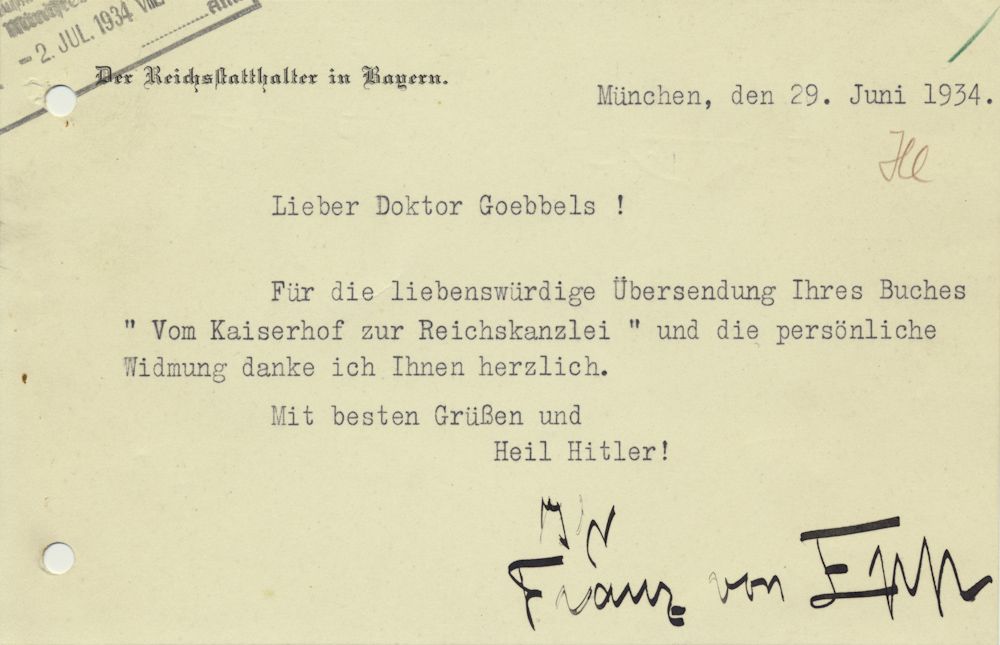 - 2. JUL. 1934
Der Reichsstatthalter in Bayern.
München, den 29. Juni 1934.
Lieber Doktor Goebbels !
Für die liebenswürdige Übersendung Ihres Buches
" Vom Kaiserhof zur Reichskanzlei " und die persönliche
Widmung danke ich Ihnen herzlich.
Mit besten Grüßen und
Heil Hitler!
Ihr
Franz von Epp